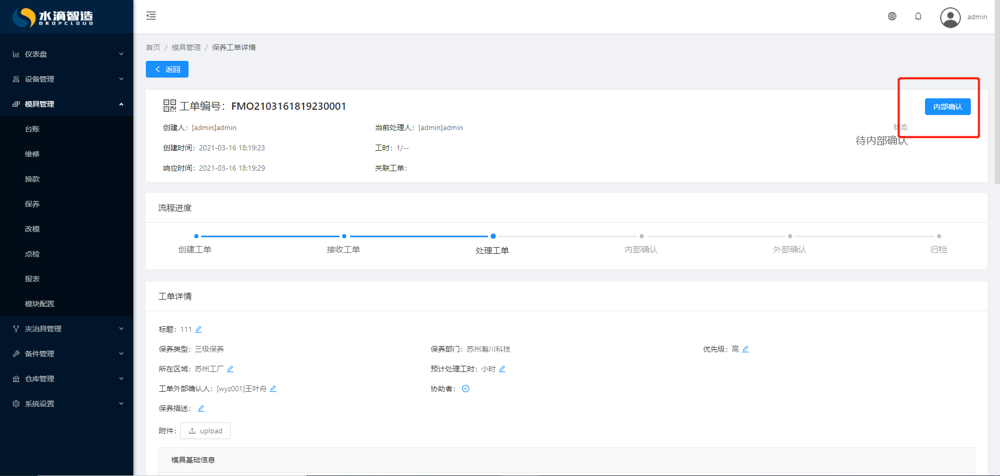 水滴智造
DROPCLOUD
admin
仪表盘
设备管理
模具管理
台账
维修
换款
保养
改模
点检
报表
模块配置
夹治具管理
备件管理
仓库管理
系统设置
首页 / 模具管理 / 保养工单详情
返回
工单编号：FMO2103161819230001
内部确认
创建人：[admin]admin
当前处理人：[admin]admin
状态
待内部确认
创建时间：2021-03-16 18:19:23
工时：1/--
响应时间：2021-03-16 18:19:29
关联工单：
流程进度
创建工单
接收工单
处理工单
内部确认
外部确认
归档
工单详情
标题：111
保养类型：三级保养
保养部门：苏州瀚川科技
优先级：高
所在区域：苏州工厂
预计处理工时：小时
工单外部确认人：[wyz001]王叶舟
协助者：
保养描述：
附件：upload
模具基础信息